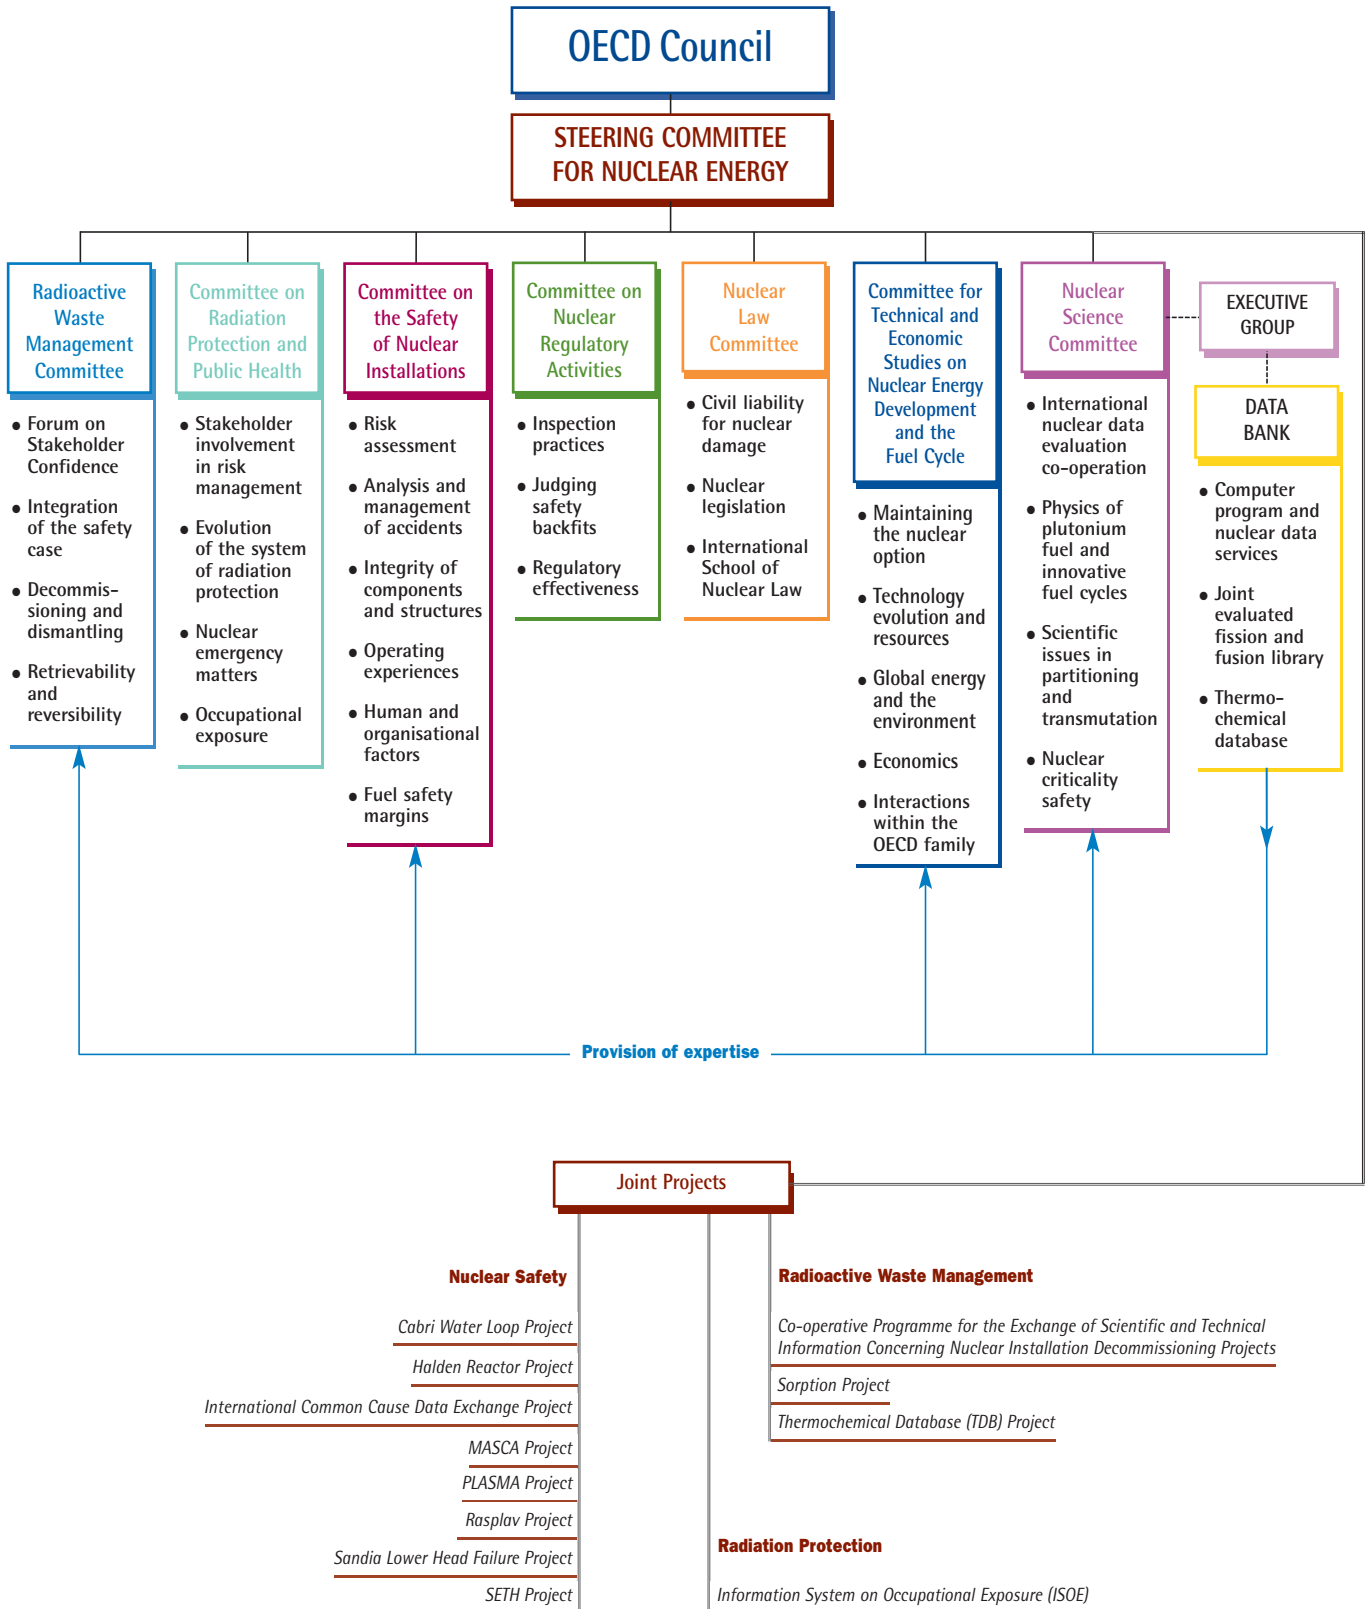 OECD Council
STEERING COMMITTEE
FOR NUCLEAR ENERGY
Radioactive
Waste
Management
Committee
• Forum on
Stakeholder
Confidence
• Integration
of the safety
case
• Decommis-
sioning and
dismantling
• Retrievability
and
reversibility
Committee on
Radiation
Protection and
Public Health
• Stakeholder
involvement
in risk
management
• Evolution
of the system
of radiation
protection
• Nuclear
emergency
matters
• Occupational
exposure
Committee on
the Safety
of Nuclear
Installations
• Risk
assessment
• Analysis and
management
of accidents
• Integrity of
components
and structures
• Operating
experiences
• Human and
organisational
factors
• Fuel safety
margins
Committee on
Nuclear
Regulatory
Activities
• Inspection
practices
• Judging
safety
backfits
• Regulatory
effectiveness
Nuclear
Law
Committee
• Civil liability
for nuclear
damage
• Nuclear
legislation
• International
School of
Nuclear Law
Committee for
Technical and
Economic
Studies on
Nuclear Energy
Development
and the
Fuel Cycle
• Maintaining
the nuclear
option
• Technology
evolution and
resources
• Global energy
and the
environment
• Economics
• Interactions
within the
OECD family
Nuclear
Science
Committee
• International
nuclear data
evaluation
co-operation
• Physics of
plutonium
fuel and
innovative
fuel cycles
• Scientific
issues in
partitioning
and
transmutation
• Nuclear
criticality
safety
EXECUTIVE
GROUP
DATA
BANK
• Computer
program and
nuclear data
services
• Joint
evaluated
fission and
fusion library
• Thermo-
chemical
database
Provision of expertise
Joint Projects
Nuclear Safety
Cabri Water Loop Project
Halden Reactor Project
International Common Cause Data Exchange Project
MASCA Project
PLASMA Project
Rasplav Project
Sandia Lower Head Failure Project
SETH Project
Radioactive Waste Management
Co-operative Programme for the Exchange of Scientific and Technical
Information Concerning Nuclear Installation Decommissioning Projects
Sorption Project
Thermochemical Database (TDB) Project
Radiation Protection
Information System on Occupational Exposure (ISOE)